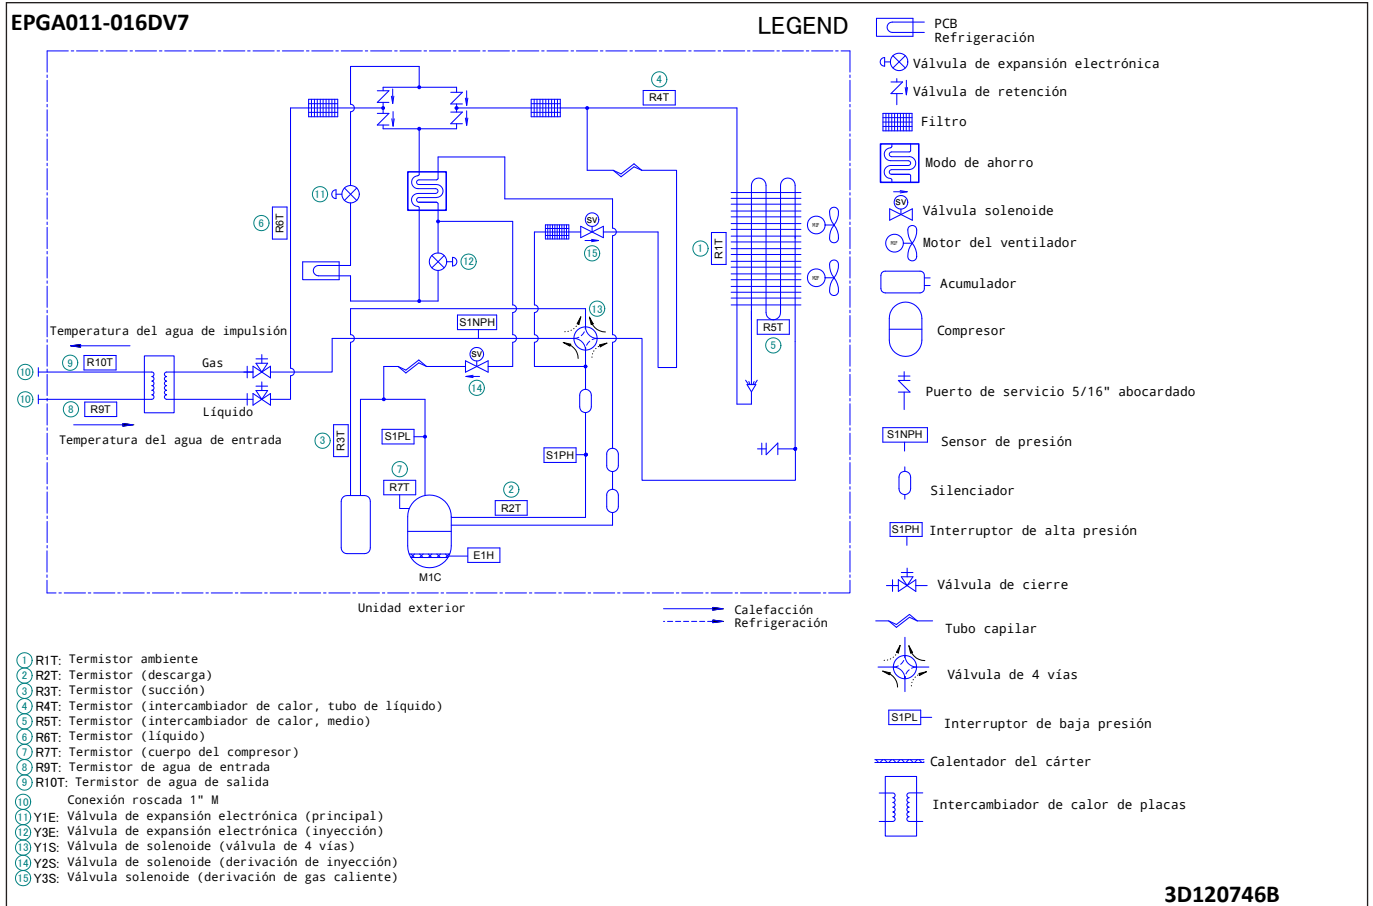 EPGA011-016DV7
LEGEND
PCB
Refrigeración
Válvula de expansión electrónica
Válvula de retención
Filtro
Modo de ahorro
SV
Válvula solenoide
Motor del ventilador
Acumulador
Compresor
Puerto de servicio 5/16" abocardado
S1NPH
Sensor de presión
Silenciador
S1PH
Interruptor de alta presión
Válvula de cierre
Tubo capilar
Válvula de 4 vías
S1PL
Interruptor de baja presión
Calentador del cárter
Intercambiador de calor de placas
4
R4T
11
6
R6T
12
SV
15
1
R1T
R5T
5
13
S1NPH
SV
14
Temperatura del agua de impulsión
9
R10T
Gas
10
10
8
R9T
Líquido
Temperatura del agua de entrada
3
R3T
S1PL
S1PH
7
R7T
2
R2T
E1H
M1C
Unidad exterior
Calefacción
Refrigeración
1 R1T: Termistor ambiente
2 R2T: Termistor (descarga)
3 R3T: Termistor (succión)
4 R4T: Termistor (intercambiador de calor, tubo de líquido)
5 R5T: Termistor (intercambiador de calor, medio)
6 R6T: Termistor (líquido)
7 R7T: Termistor (cuerpo del compresor)
8 R9T: Termistor de agua de entrada
9 R10T: Termistor de agua de salida
10 Conexión roscada 1" M
11 Y1E: Válvula de expansión electrónica (principal)
12 Y3E: Válvula de expansión electrónica (inyección)
13 Y1S: Válvula de solenoide (válvula de 4 vías)
14 Y2S: Válvula de solenoide (derivación de inyección)
15 Y3S: Válvula solenoide (derivación de gas caliente)
3D120746B